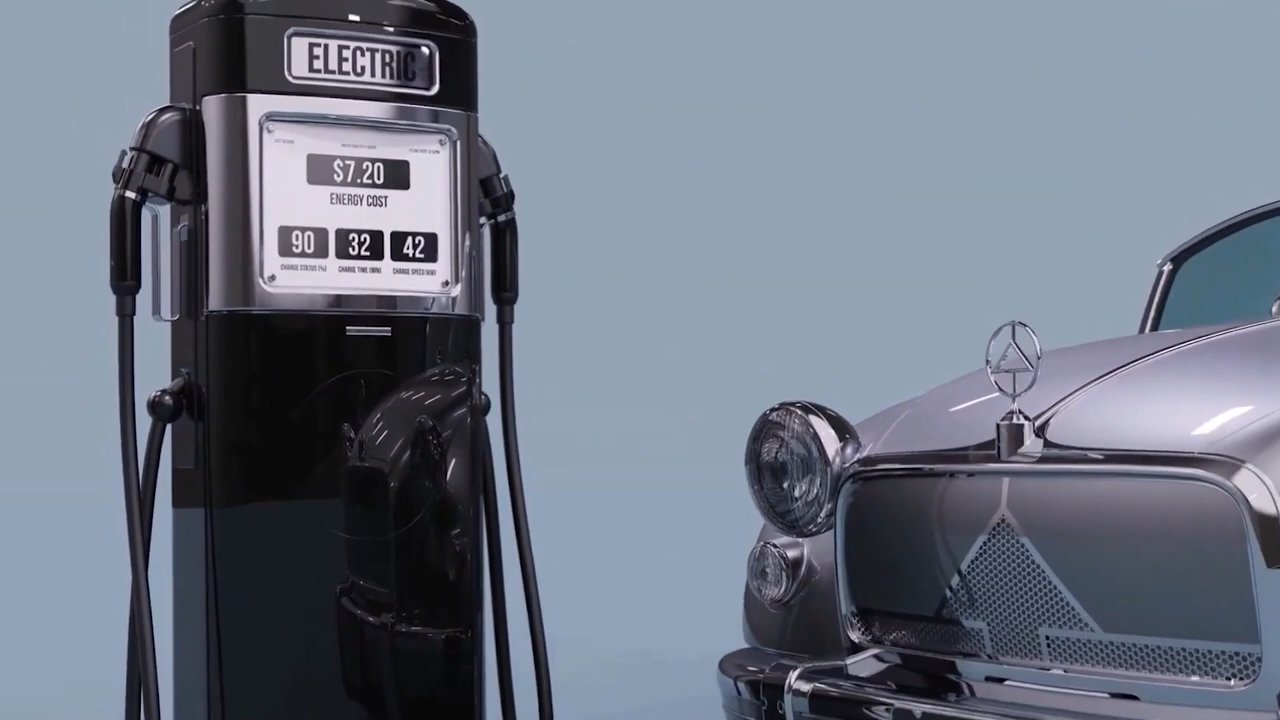 ELECTRIC
$7.20
ENERGY COST
90 32 42
CHARGE STATUS (%) CHARGE TIME (MIN) CHARGE SPEED (KW)